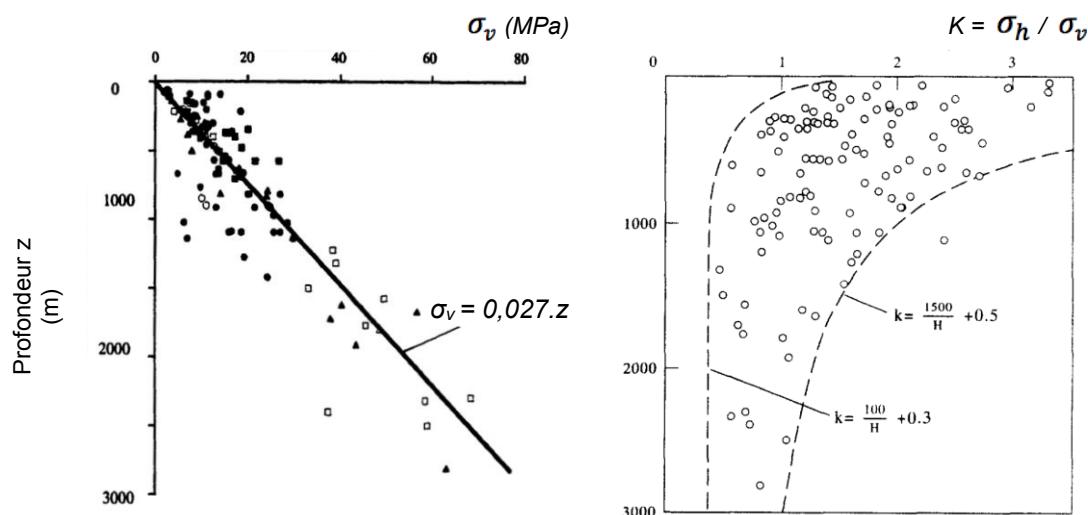 σᵥ (MPa)
0 20 40 60 80
0
1000
2000
3000
Profondeur z
(m)
σᵥ = 0,027.z
K = σₕ / σᵥ
0 1 2 3
1000
2000
3000
k= 1500/H +0.5
k= 100/H +0.3